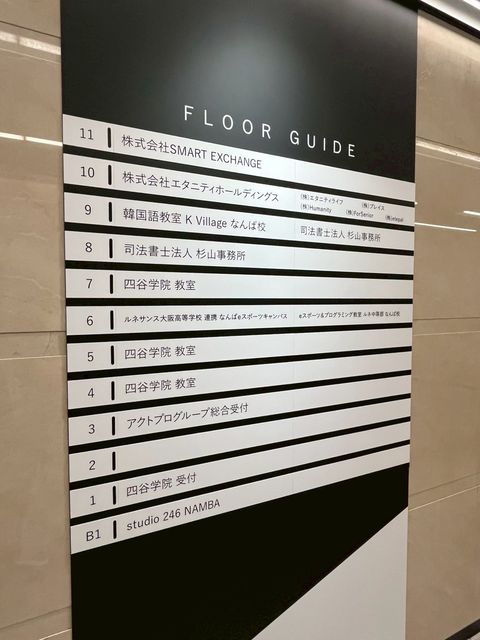 FLOOR GUIDE
11 株式会社SMART EXCHANGE
10 株式会社エタニティホールディングス (株)エタニティライフ (株)プレイス
(株)Humanity (株)ForSenior (株)etepal
9 韓国語教室 K Village なんば校 司法書士法人 杉山事務所
8 司法書士法人 杉山事務所
7 四谷学院 教室
6 ルネサンス大阪高等学校 連携 なんばeスポーツキャンパス eスポーツ&プログラミング教室 ルネ中等部 なんば校
5 四谷学院 教室
4 四谷学院 教室
3 アクトプログループ総合受付
2
1 四谷学院 受付
B1 studio 246 NAMBA